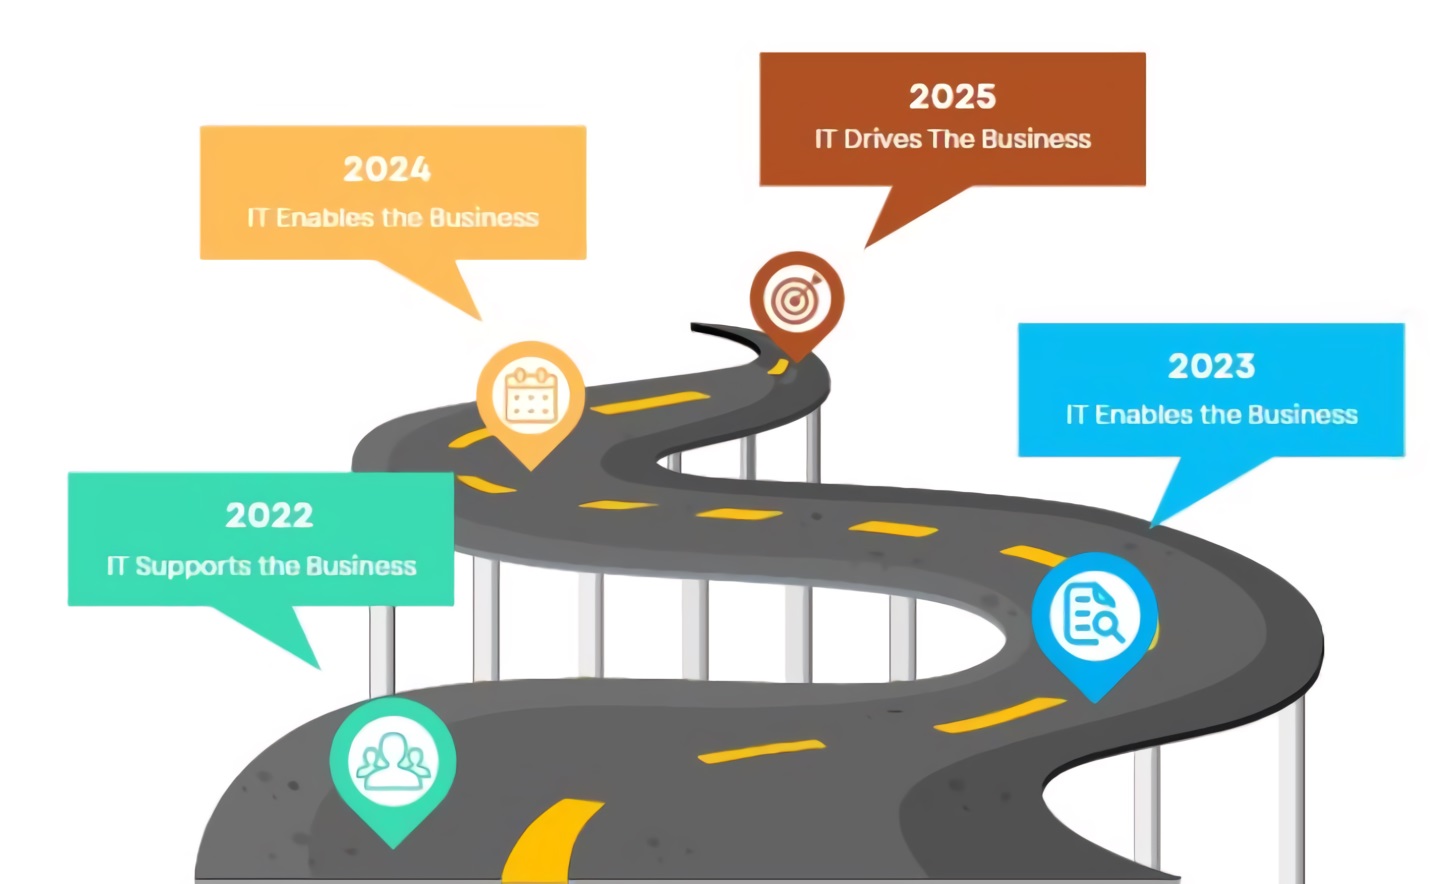 2025
IT Drives The Business
2024
IT Enables the Business
2023
IT Enables the Business
2022
IT Supports the Business